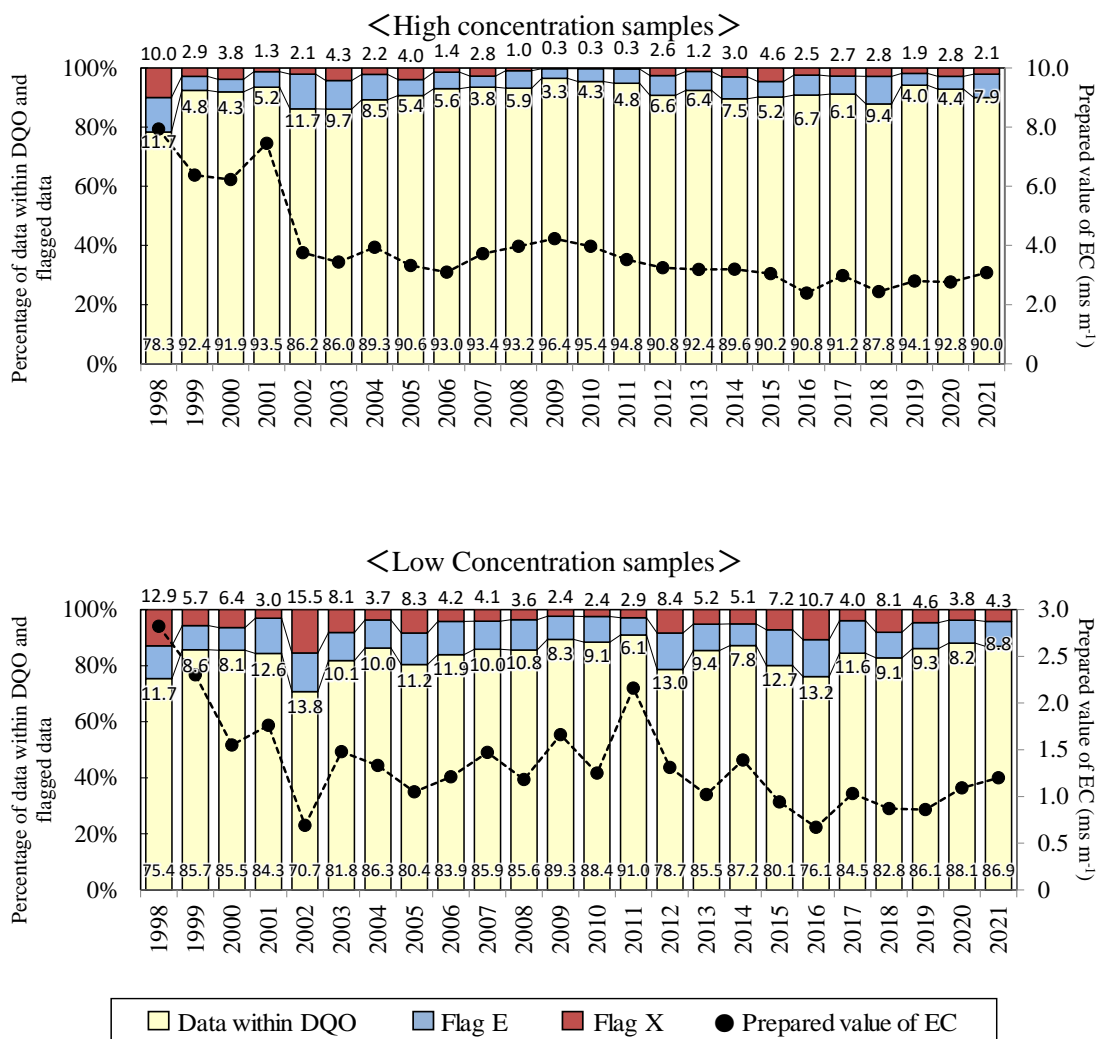 <High concentration samples>
10.0 2.9 3.8 1.3 2.1 4.3 2.2 4.0 1.4 2.8 1.0 0.3 0.3 0.3 2.6 1.2 3.0 4.6 2.5 2.7 2.8 1.9 2.8 2.1
Percentage of data within DQO and
flagged data
100%
80%
60%
40%
20%
0%
11.7 4.8 4.3 5.2 11.7 9.7 8.5 5.4 5.6 3.8 5.9 3.3 4.3 4.8 6.6 6.4 7.5 5.2 6.7 6.1 9.4 4.0 4.4 7.9
78.3 92.4 91.9 93.5 86.2 86.0 89.3 90.6 93.0 93.4 93.2 96.4 95.4 94.8 90.8 92.4 89.6 90.2 90.8 91.2 87.8 94.1 92.8 90.0
10.0
8.0
6.0
4.0
2.0
0
Prepared value of EC (ms m-1)
1998 1999 2000 2001 2002 2003 2004 2005 2006 2007 2008 2009 2010 2011 2012 2013 2014 2015 2016 2017 2018 2019 2020 2021
<Low Concentration samples>
12.9 5.7 6.4 3.0 15.5 8.1 3.7 8.3 4.2 4.1 3.6 2.4 2.4 2.9 8.4 5.2 5.1 7.2 10.7 4.0 8.1 4.6 3.8 4.3
Percentage of data within DQO and
flagged data
100%
80%
60%
40%
20%
0%
11.7 8.6 8.1 12.6 13.8 10.1 10.0 11.2 11.9 10.0 10.8 8.3 9.1 6.1 13.0 9.4 7.8 12.7 13.2 11.6 9.1 9.3 8.2 8.8
75.4 85.7 85.5 84.3 70.7 81.8 86.3 80.4 83.9 85.9 85.6 89.3 88.4 91.0 78.7 85.5 87.2 80.1 76.1 84.5 82.8 86.1 88.1 86.9
3.0
2.5
2.0
1.5
1.0
0.5
0
Prepared value of EC (ms m-1)
1998 1999 2000 2001 2002 2003 2004 2005 2006 2007 2008 2009 2010 2011 2012 2013 2014 2015 2016 2017 2018 2019 2020 2021
Data within DQO Flag E Flag X Prepared value of EC